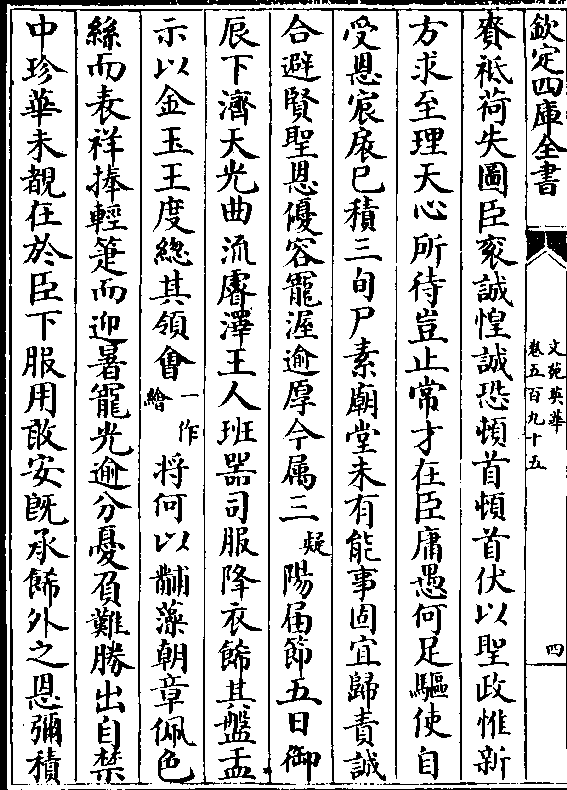 欽定四庫全書
文苑英華
卷五百九十五
四
賚祗荷失圖臣衮誠惶誠恐頓首頓首伏以聖政惟新
方求至理天心所待豈止常才在臣庸愚何足驅使自
受恩宸扆已積三旬尸素廟堂未有能事固宜歸責誠
合避賢聖恩優容寵渥逾厚今属三疑陽届節五日御
辰下濟天光曲流膚澤王人班器司服降衣餙其盤盂
示以金玉王度總其領會一作繪將何以黼藻朝章佩色
絲而表祥捧輕箑而迎暑寵光逾分憂負難勝出自禁
中珍華未覩在於臣下服用敢安旣承餙外之恩彌積